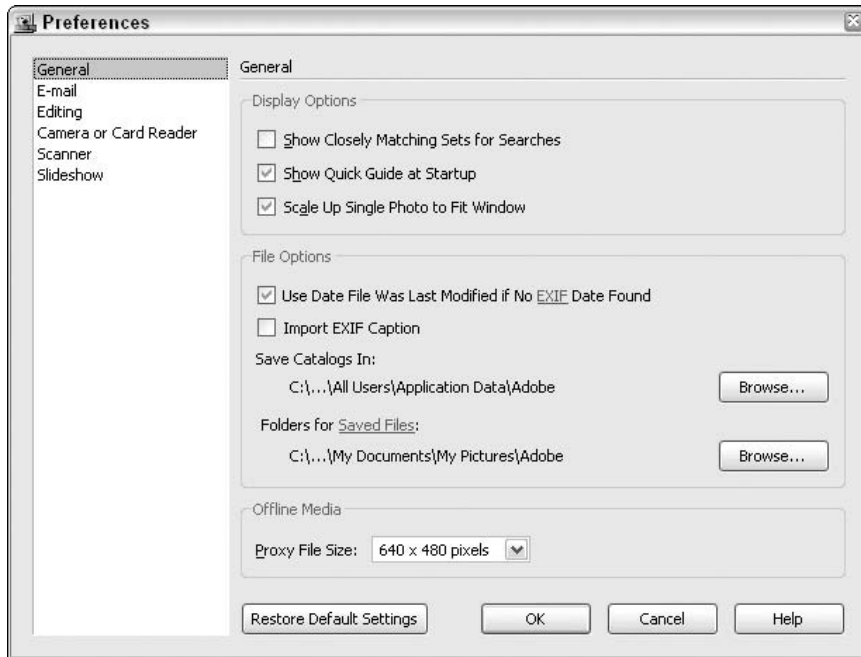 Preferences
General
E-mail
Editing
Camera or Card Reader
Scanner
Slideshow
General
Display Options
Show Closely Matching Sets for Searches
Show Quick Guide at Startup
Scale Up Single Photo to Fit Window
File Options
Use Date File Was Last Modified if No EXIF Date Found
Import EXIF Caption
Save Catalogs In:
C:\...\All Users\Application Data\Adobe
Browse...
Folders for Saved Files:
C:\...\My Documents\My Pictures\Adobe
Browse...
Offline Media
Proxy File Size: 640 x 480 pixels
Restore Default Settings OK Cancel Help